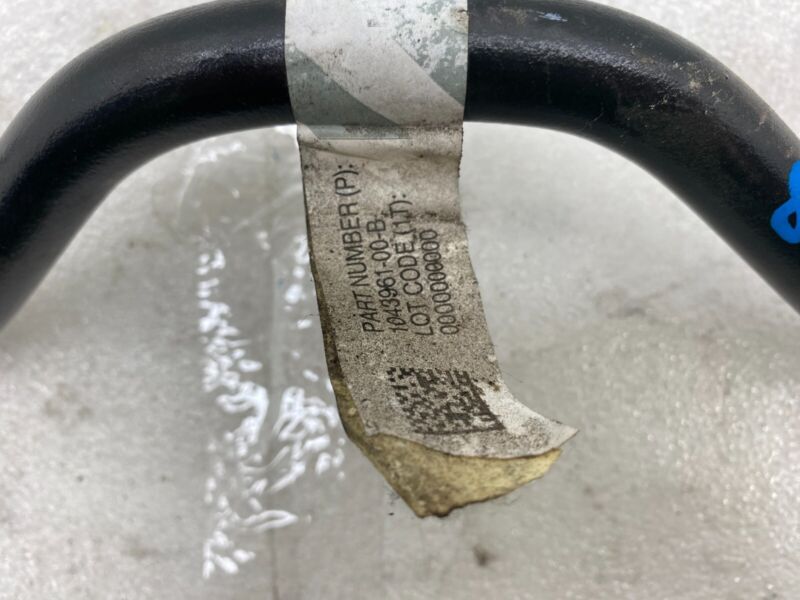 PART NUMBER (P):
1043961-00-B:
LOT CODE (1T):
0000000000